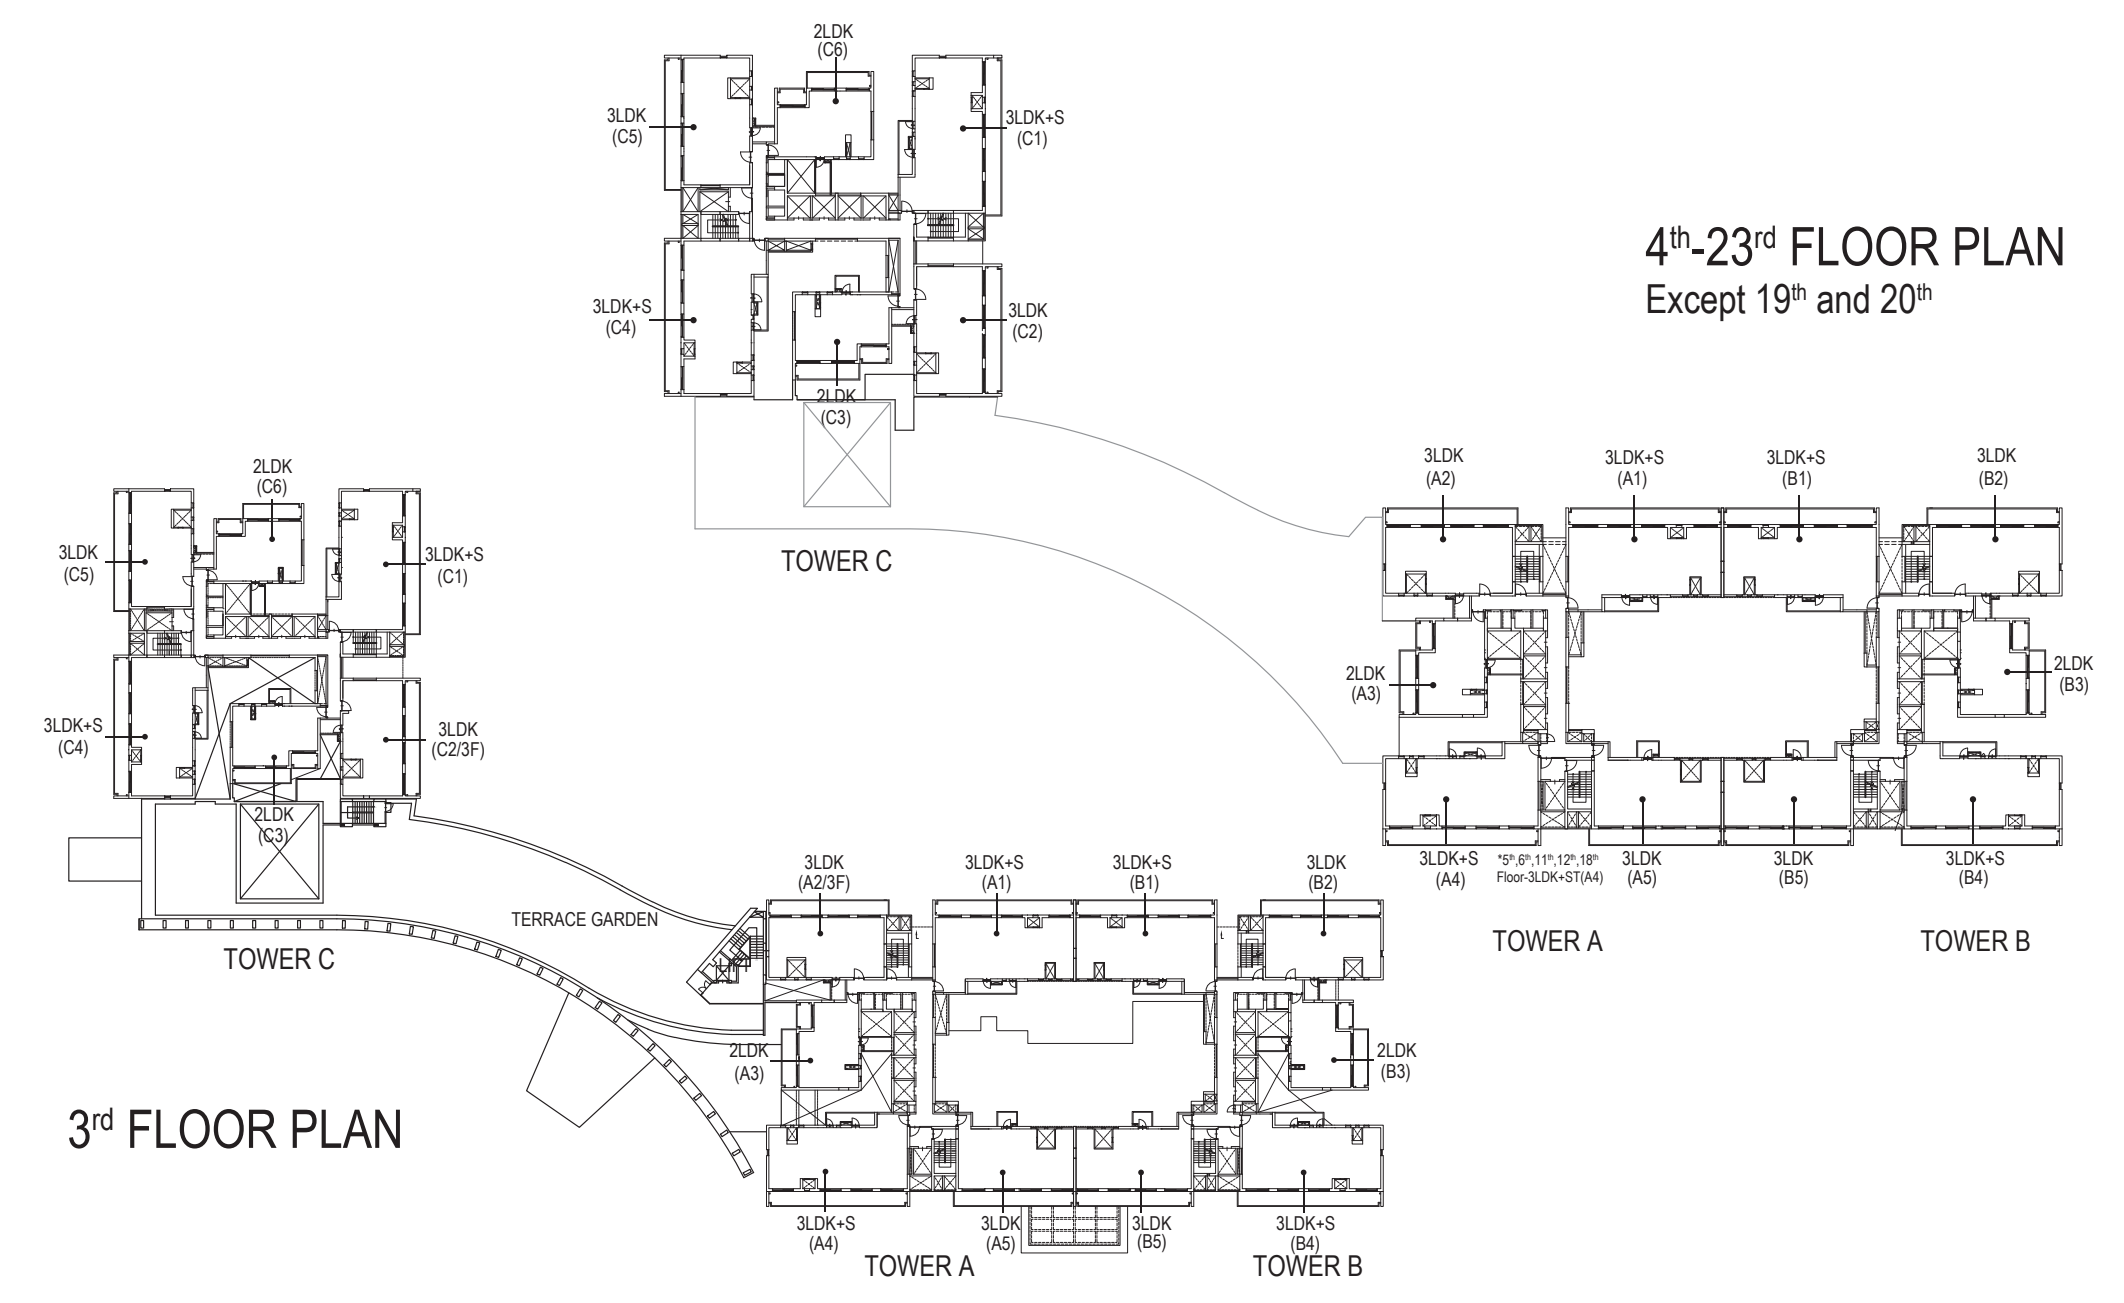 2LDK
(C6)
3LDK
(C5)
3LDK+S
(C1)
3LDK+S
(C4)
3LDK
(C2)
2LDK
(C3)
TOWER C
4th-23rd FLOOR PLAN
Except 19th and 20th
3LDK
(A2)
3LDK+S
(A1)
3LDK+S
(B1)
3LDK
(B2)
2LDK
(A3)
2LDK
(B3)
3LDK+S
(A4)
*5th,6th,11th,12th,18th
Floor-3LDK+ST(A4)
3LDK
(A5)
3LDK
(B5)
3LDK+S
(B4)
TOWER A
TOWER B
2LDK
(C6)
3LDK
(C5)
3LDK+S
(C1)
3LDK+S
(C4)
3LDK
(C2/3F)
2LDK
(C3)
TOWER C
TERRACE GARDEN
3rd FLOOR PLAN
3LDK
(A2/3F)
3LDK+S
(A1)
3LDK+S
(B1)
3LDK
(B2)
2LDK
(A3)
2LDK
(B3)
3LDK+S
(A4)
3LDK
(A5)
3LDK
(B5)
3LDK+S
(B4)
TOWER A
TOWER B